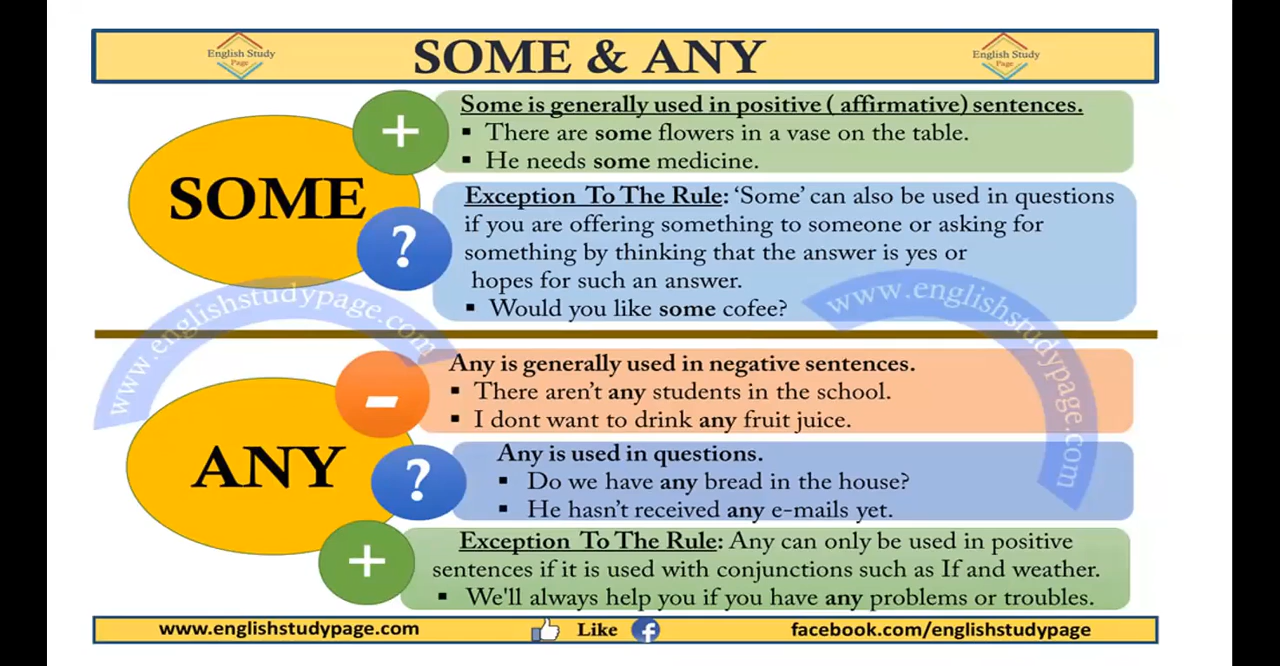 English Study
Page
SOME & ANY
English Study
Page
SOME
+
Some is generally used in positive ( affirmative) sentences.
▪ There are some flowers in a vase on the table.
▪ He needs some medicine.
?
Exception To The Rule: ‘Some’ can also be used in questions
if you are offering something to someone or asking for
something by thinking that the answer is yes or
hopes for such an answer.
▪ Would you like some cofee?
www.englishstudypage.com
www.englishstudypage.com
ANY
-
Any is generally used in negative sentences.
▪ There aren’t any students in the school.
▪ I dont want to drink any fruit juice.
?
Any is used in questions.
▪ Do we have any bread in the house?
▪ He hasn’t received any e-mails yet.
+
Exception To The Rule: Any can only be used in positive
sentences if it is used with conjunctions such as If and weather.
▪ We'll always help you if you have any problems or troubles.
www.englishstudypage.com
Like
f
facebook.com/englishstudypage